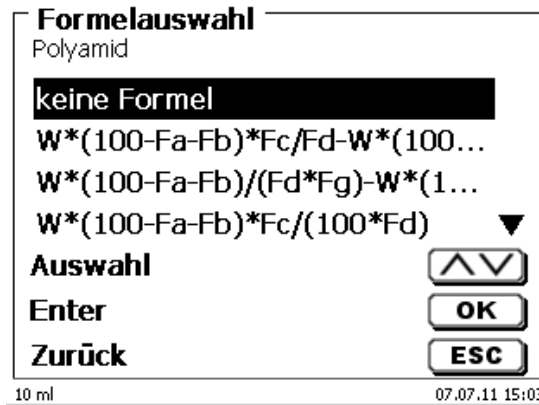 Formelauswahl
Polyamid
keine Formel
W*(100-Fa-Fb)*Fc/Fd-W*(100...
W*(100-Fa-Fb)/(Fd*Fg)-W*(1...
W*(100-Fa-Fb)*Fc/(100*Fd)
Auswahl
Enter OK
Zurück ESC
10 ml 07.07.11 15:03